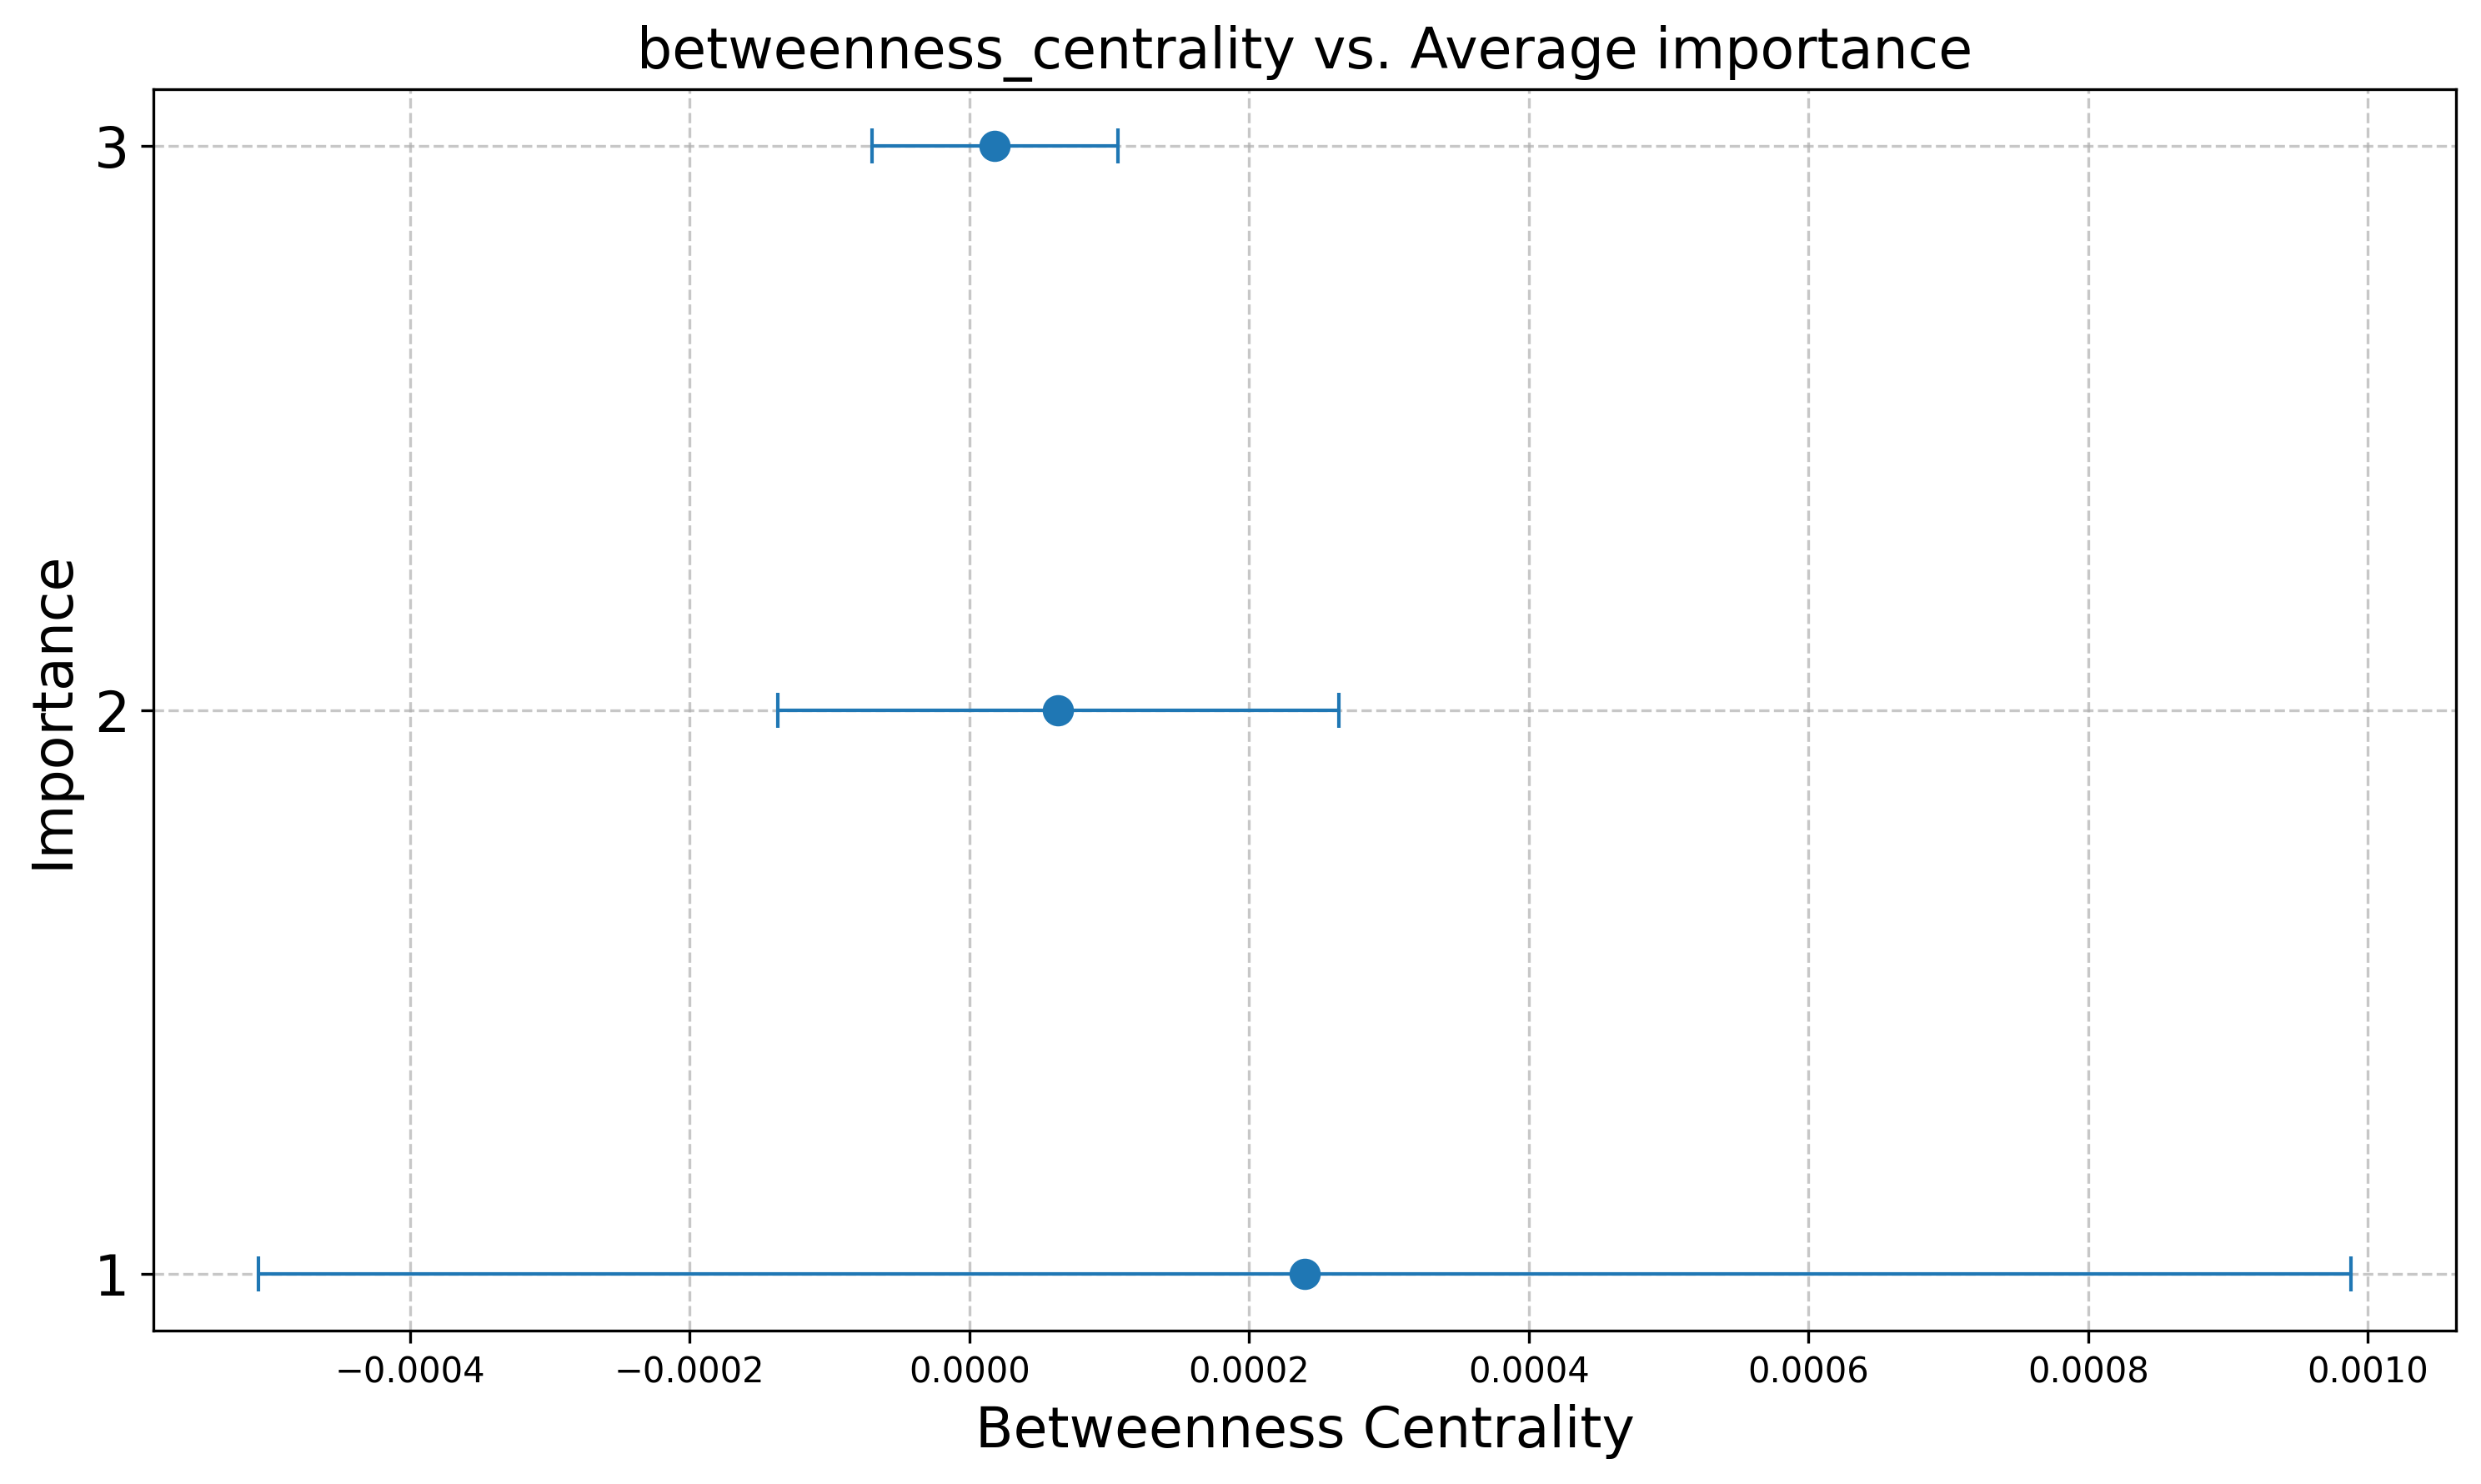 betweenness_centrality vs. Average importance
3
2
1
Importance
−0.0004 −0.0002 0.0000 0.0002 0.0004 0.0006 0.0008 0.0010
Betweenness Centrality